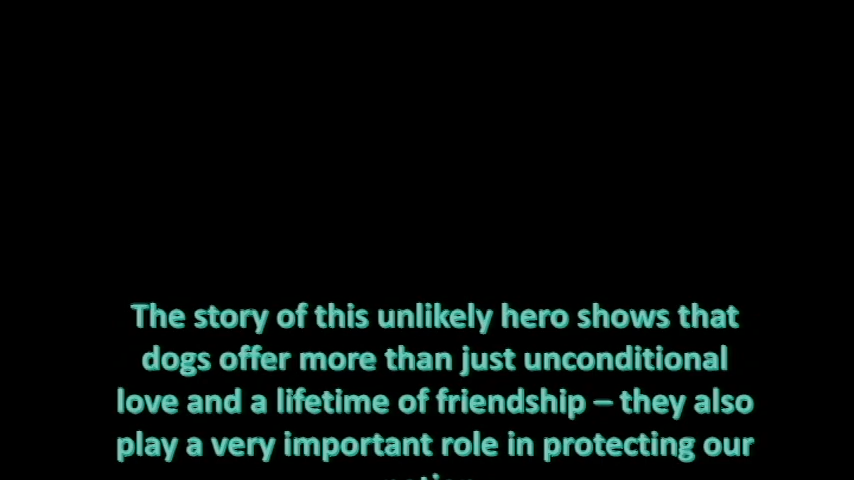 The story of this unlikely hero shows that
dogs offer more than just unconditional
love and a lifetime of friendship – they also
play a very important role in protecting our